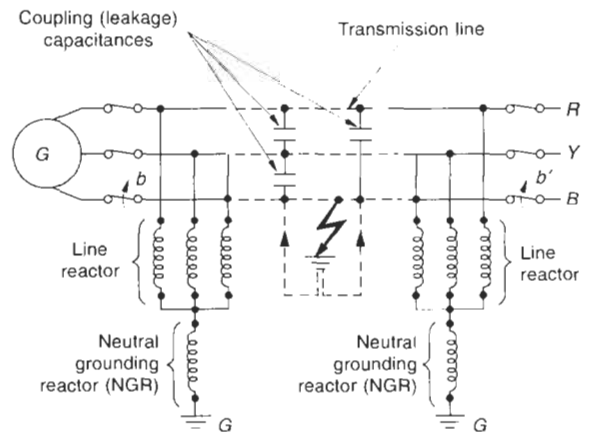 Coupling (leakage)
capacitances
Transmission line
R
G
Y
b
b'
B
Line
reactor
Line
reactor
Neutral
grounding
reactor (NGR)
Neutral
grounding
reactor (NGR)
G
G